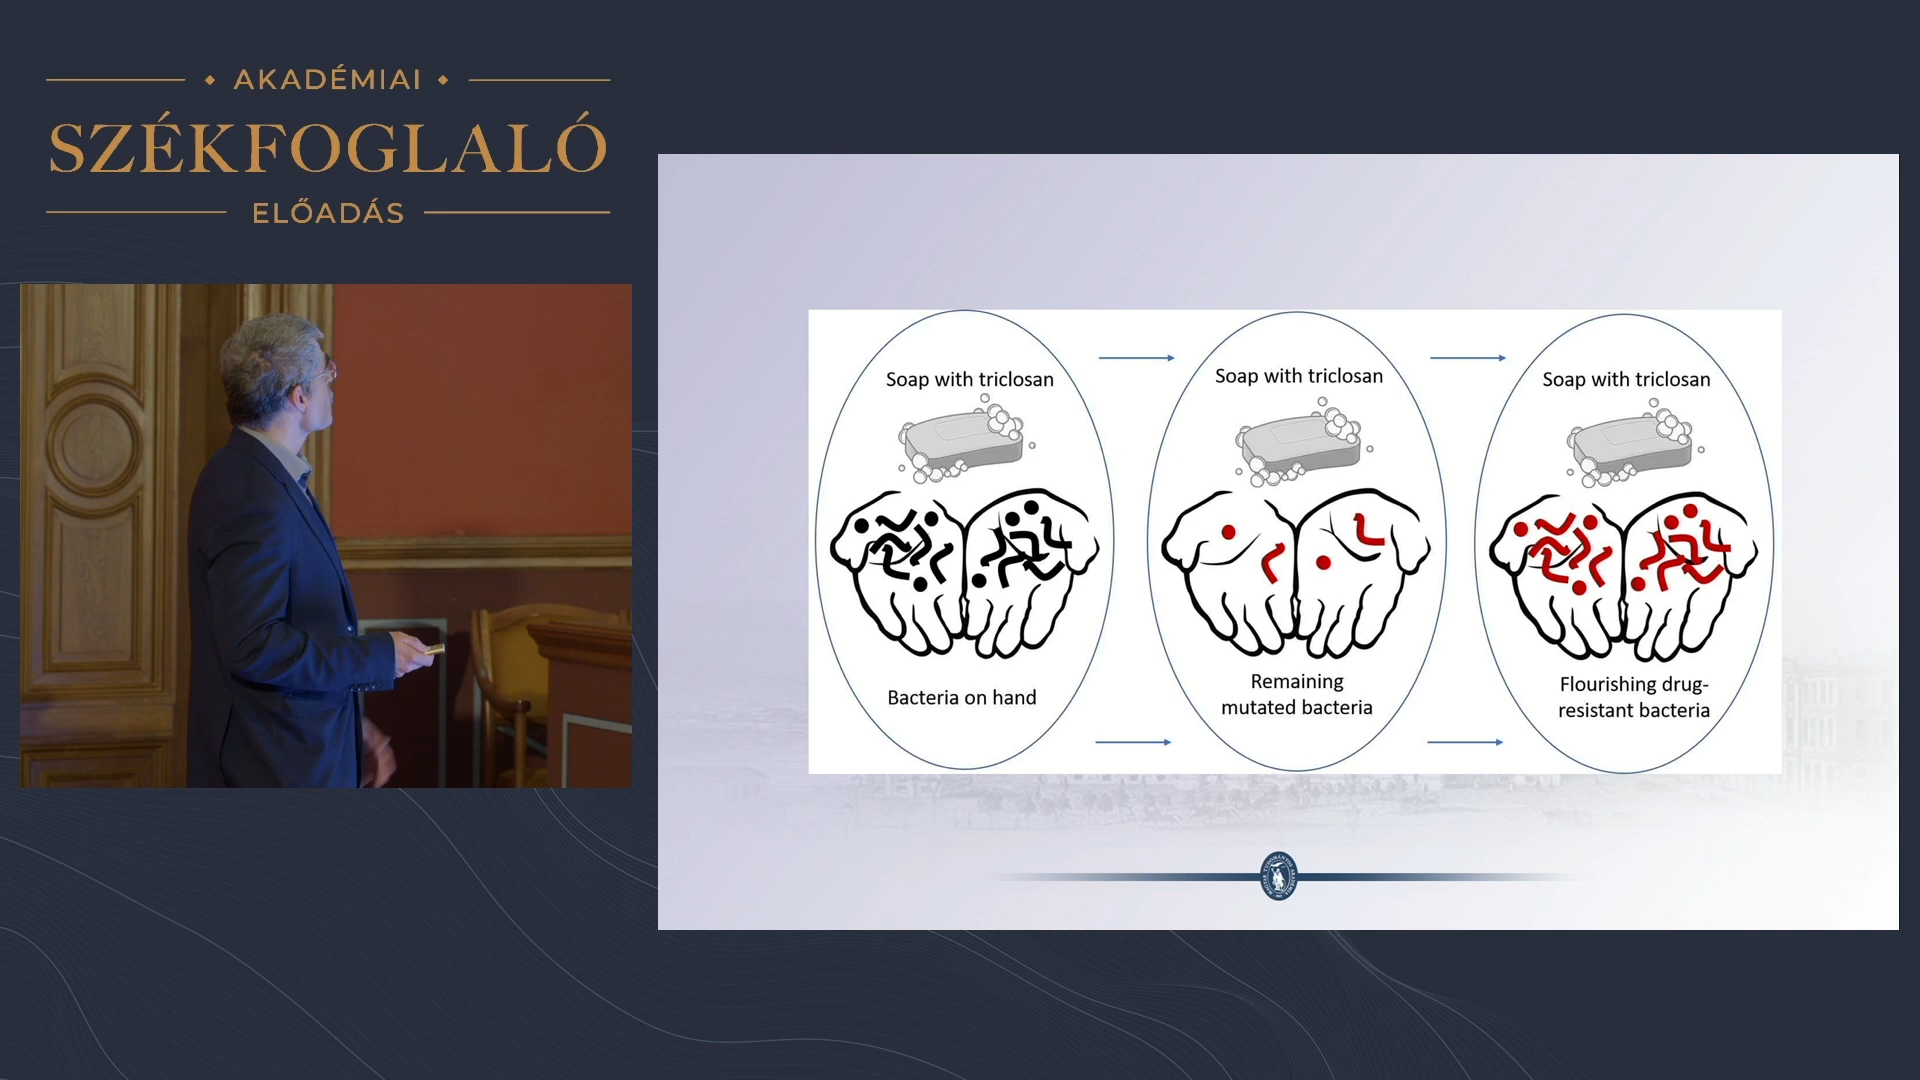 AKADÉMIAI
SZÉKFOGLALÓ
ELŐADÁS
Soap with triclosan
Bacteria on hand
Soap with triclosan
Remaining
mutated bacteria
Soap with triclosan
Flourishing drug-
resistant bacteria